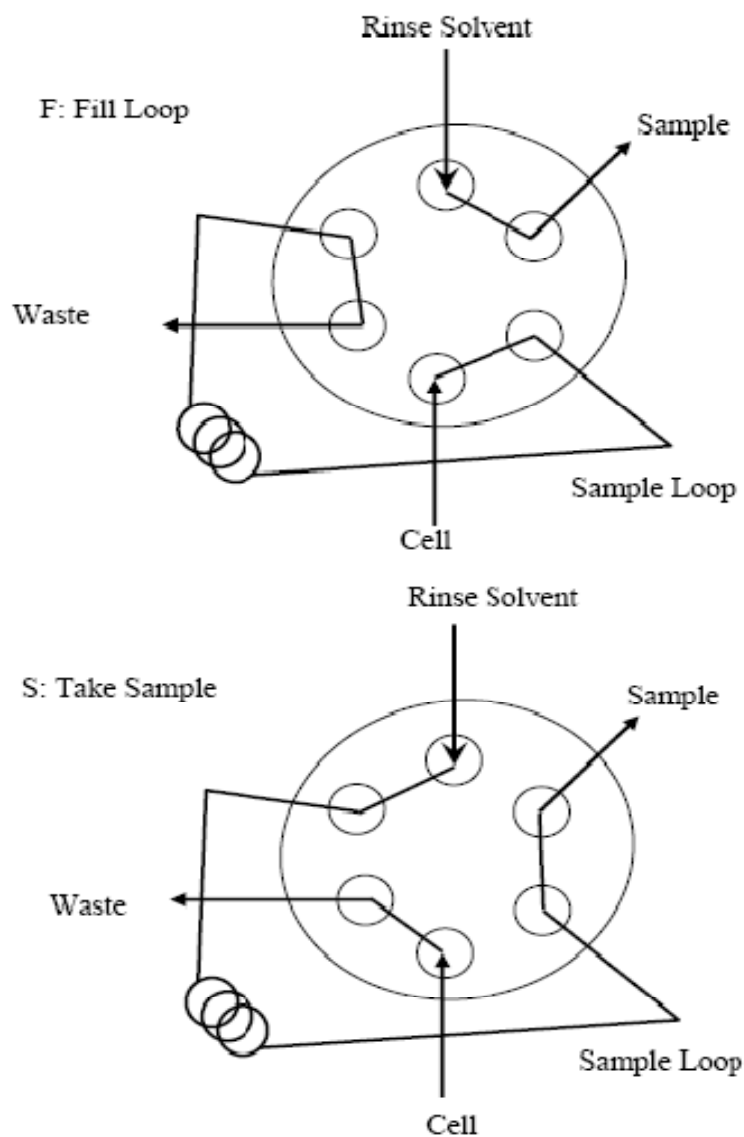 Rinse Solvent
F: Fill Loop
Sample
Waste
Sample Loop
Cell
Rinse Solvent
S: Take Sample
Sample
Waste
Sample Loop
Cell